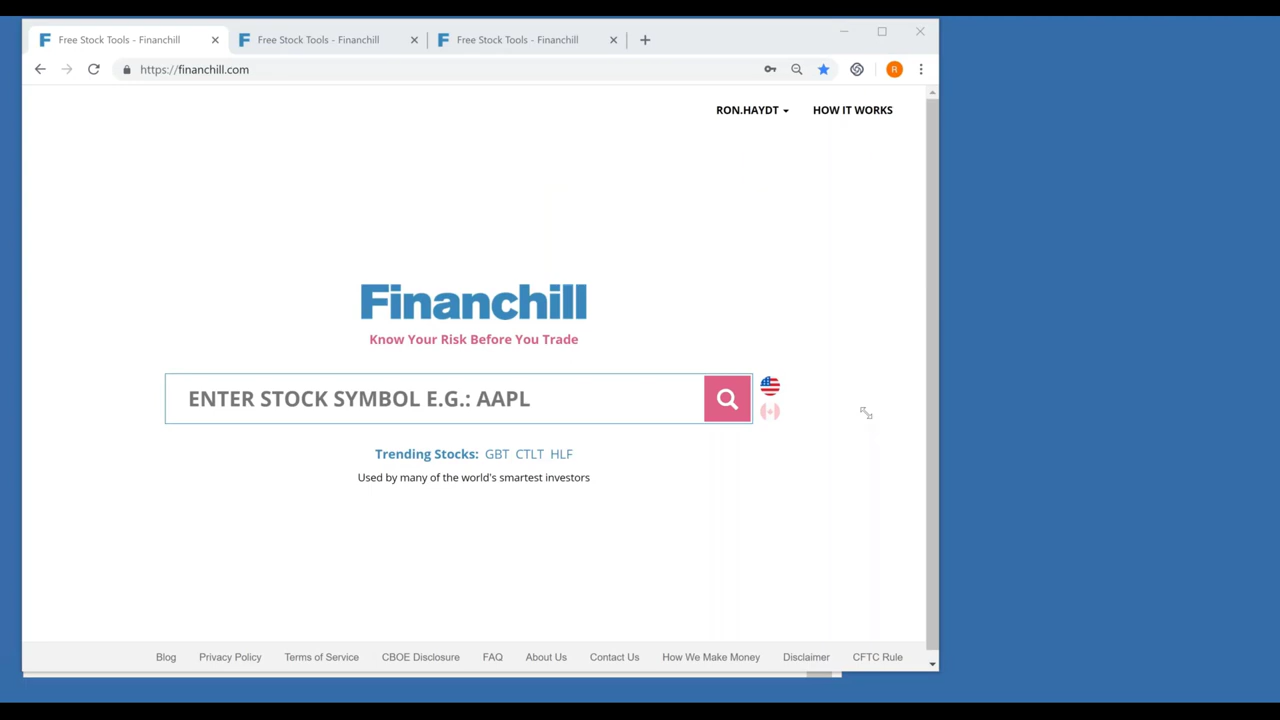 Free Stock Tools - Financhill
Free Stock Tools - Financhill
Free Stock Tools - Financhill
https://financhill.com
R
RON.HAYDT
HOW IT WORKS
Financhill
Know Your Risk Before You Trade
ENTER STOCK SYMBOL E.G.: AAPL
Trending Stocks: GBT CTLT HLF
Used by many of the world's smartest investors
Blog Privacy Policy Terms of Service CBOE Disclosure FAQ About Us Contact Us How We Make Money Disclaimer CFTC Rule